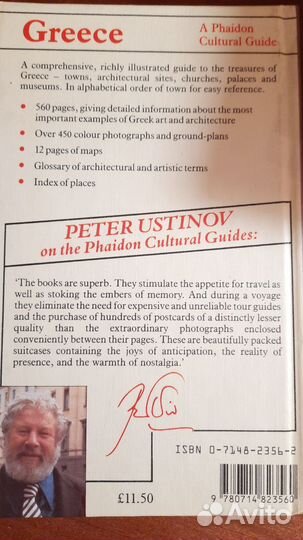 Greece
A Phaidon
Cultural Guide
A comprehensive, richly illustrated guide to the treasures of
Greece – towns, architectural sites, churches, palaces and
museums. In alphabetical order of town for easy reference.
• 560 pages, giving detailed information about the most
important examples of Greek art and architecture
• Over 450 colour photographs and ground-plans
• 12 pages of maps
• Glossary of architectural and artistic terms
• Index of places
PETER USTINOV
on the Phaidon Cultural Guides:
'The books are superb. They stimulate the appetite for travel as
well as stoking the embers of memory. And during a voyage
they eliminate the need for expensive and unreliable tour guides
and the purchase of hundreds of postcards of a distinctly lesser
quality than the extraordinary photographs enclosed
conveniently between their pages. These are beautifully packed
suitcases containing the joys of anticipation, the reality of
presence, and the warmth of nostalgia.'
ISBN 0-7148-2356-2
£11.50
9 780714 823560
Avito